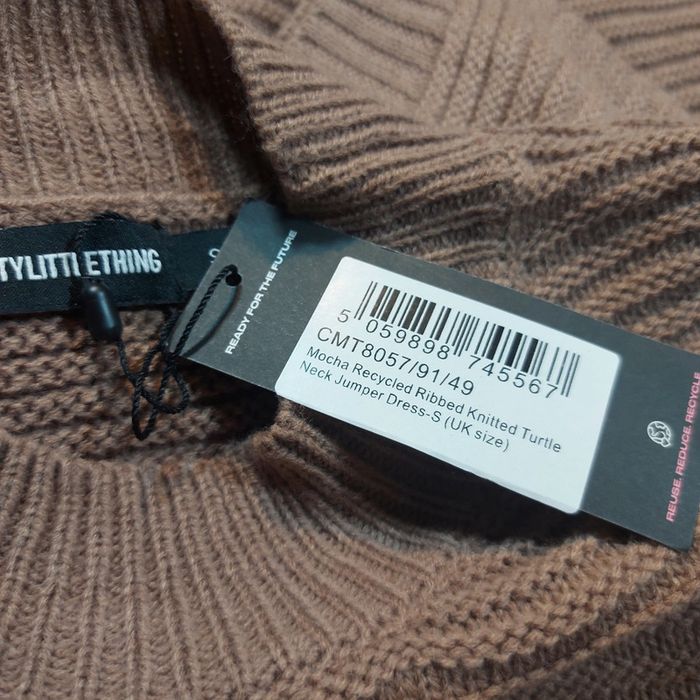 TYLITTLETHING
READY FOR THE FUTURE
5 059898 745567
CMT8057/91/49
Mocha Recycled Ribbed Knitted Turtle
Neck Jumper Dress-S (UK size)
REUSE. REDUCE. RECYCLE